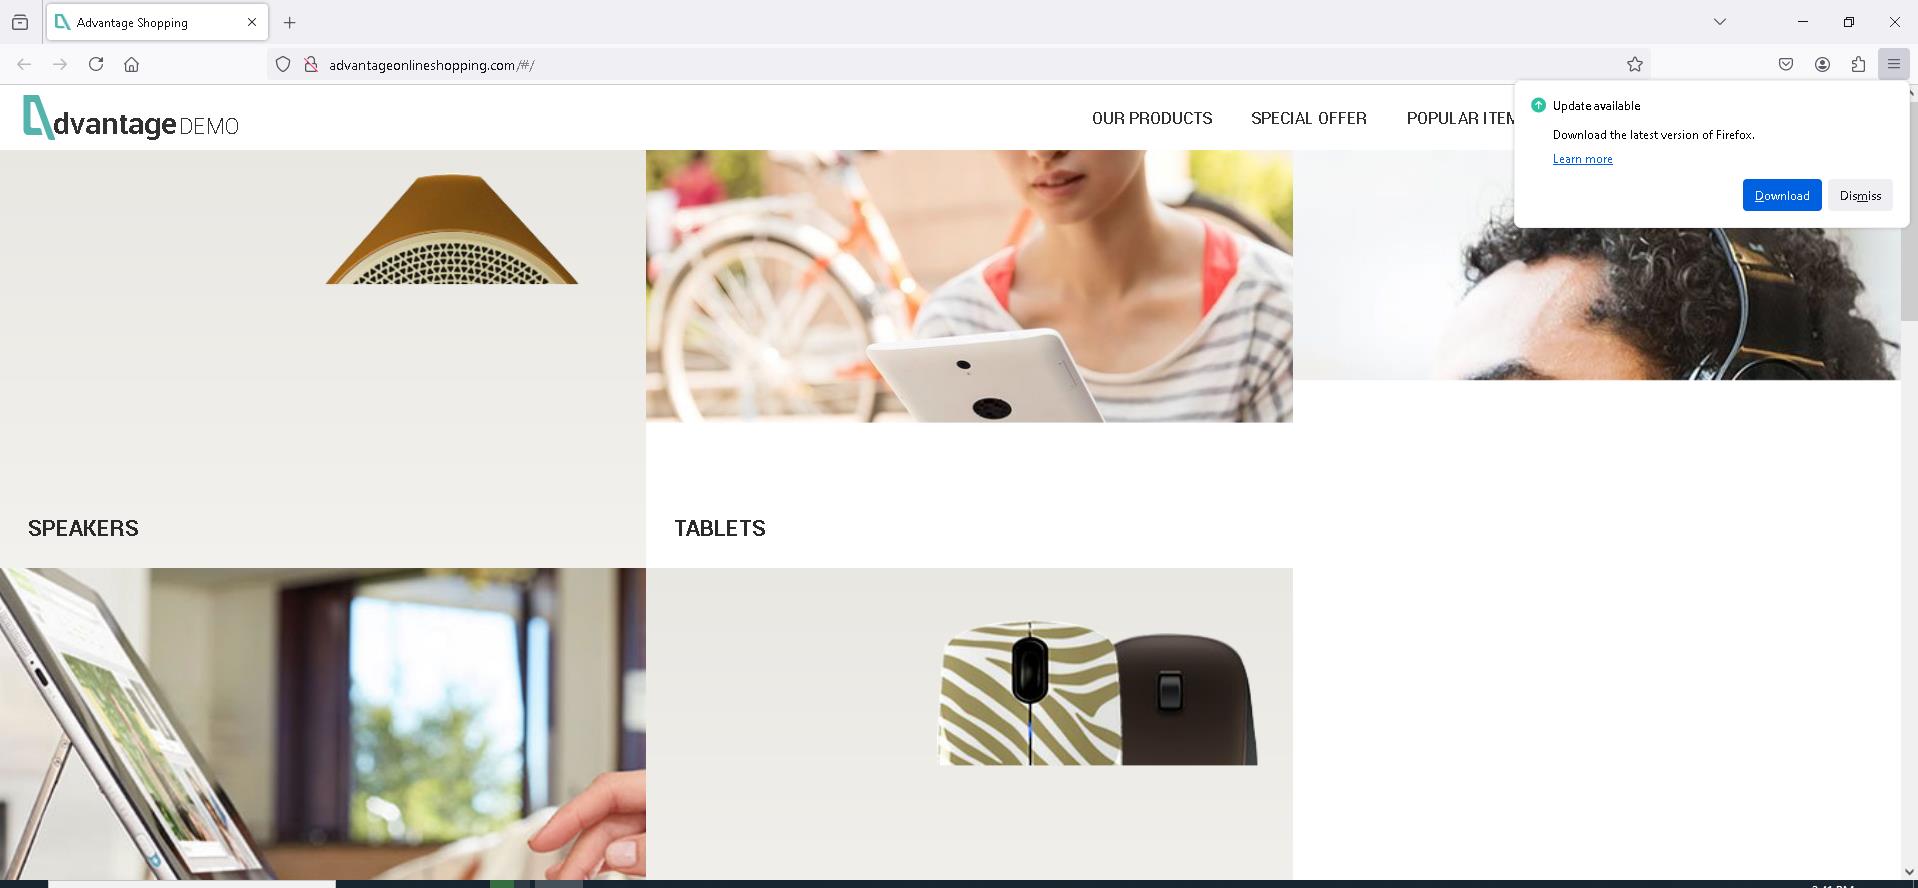 Advantage Shopping
advantageonlineshopping.com/#/
Update available
Download the latest version of Firefox.
Learn more
Download
Dismiss
Advantage DEMO
OUR PRODUCTS
SPECIAL OFFER
POPULAR ITEM
SPEAKERS
TABLETS